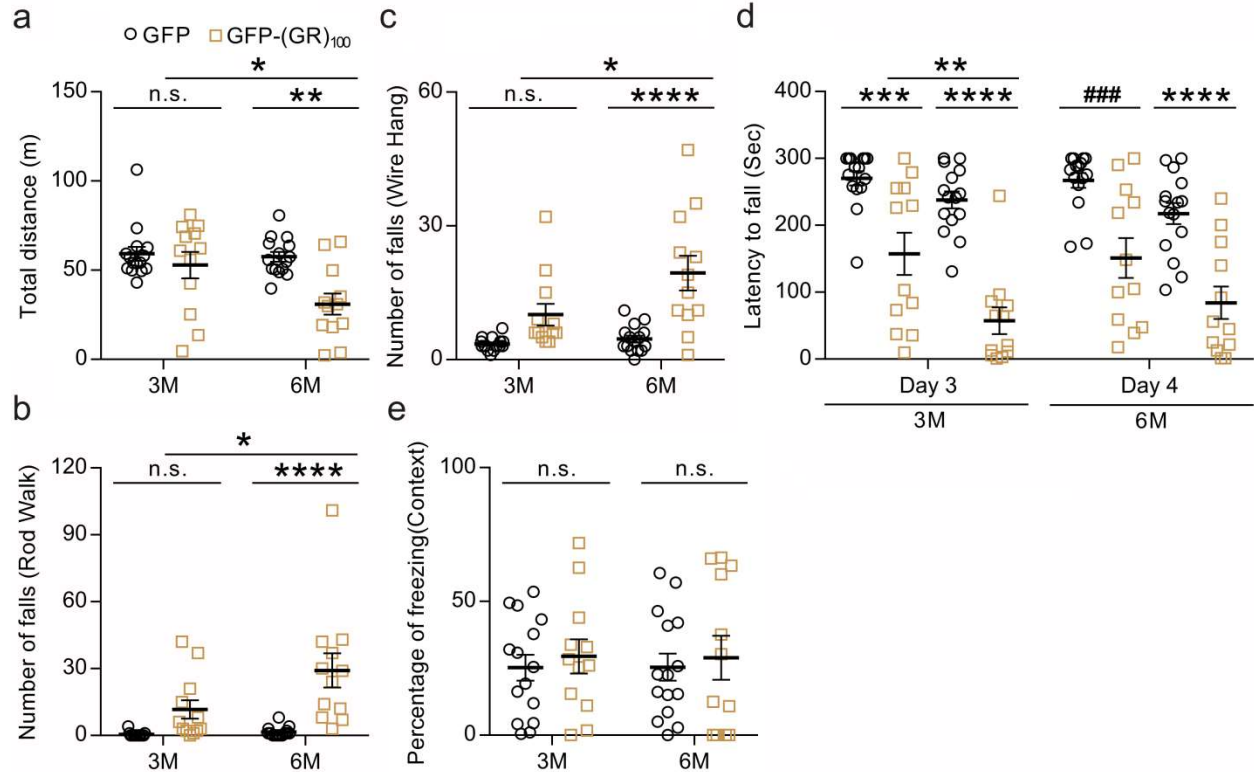 a
GFP GFP-(GR)100
* 
n.s. **
150
100
50
0
Total distance (m)
3M 6M
c
*
n.s. ****
60
30
0
Number of falls (Wire Hang)
3M 6M
d
**
*** **** ### ****
400
300
200
100
0
Latency to fall (Sec)
Day 3 Day 4
3M 6M
b
*
n.s. ****
120
90
60
30
0
Number of falls (Rod Walk)
3M 6M
e
n.s. n.s.
100
50
0
Percentage of freezing(Context)
3M 6M